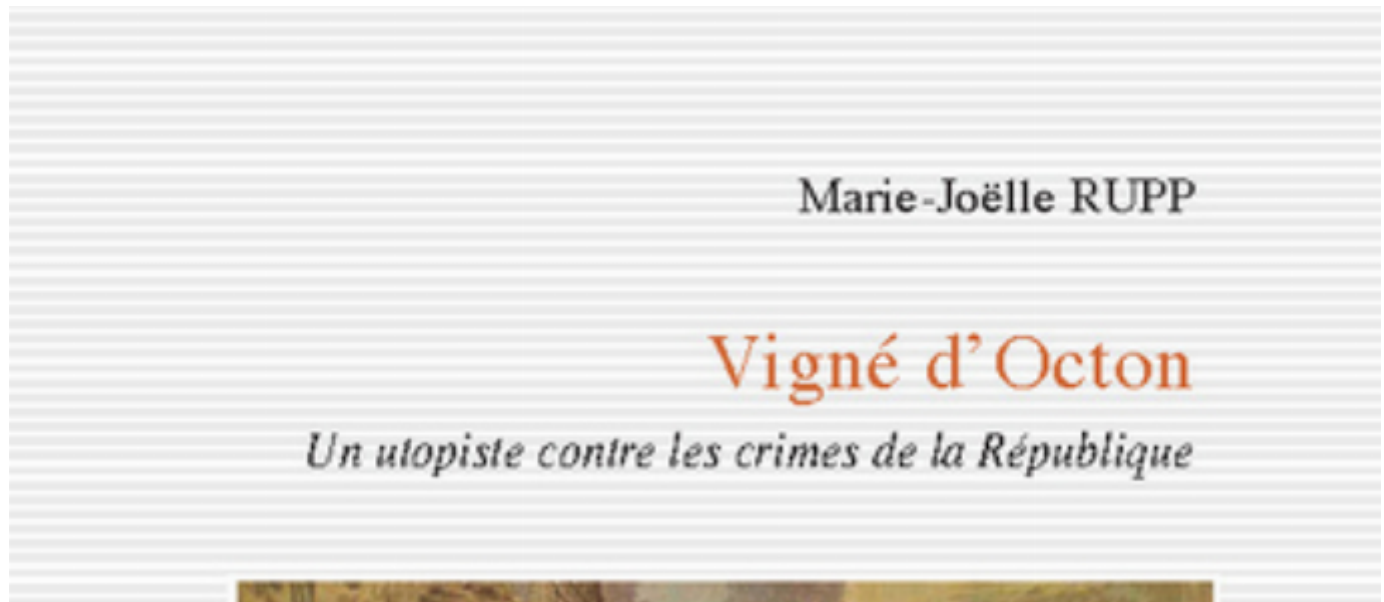 Marie-Joëlle RUPP
Vigné d'Octon
Un utopiste contre les crimes de la République